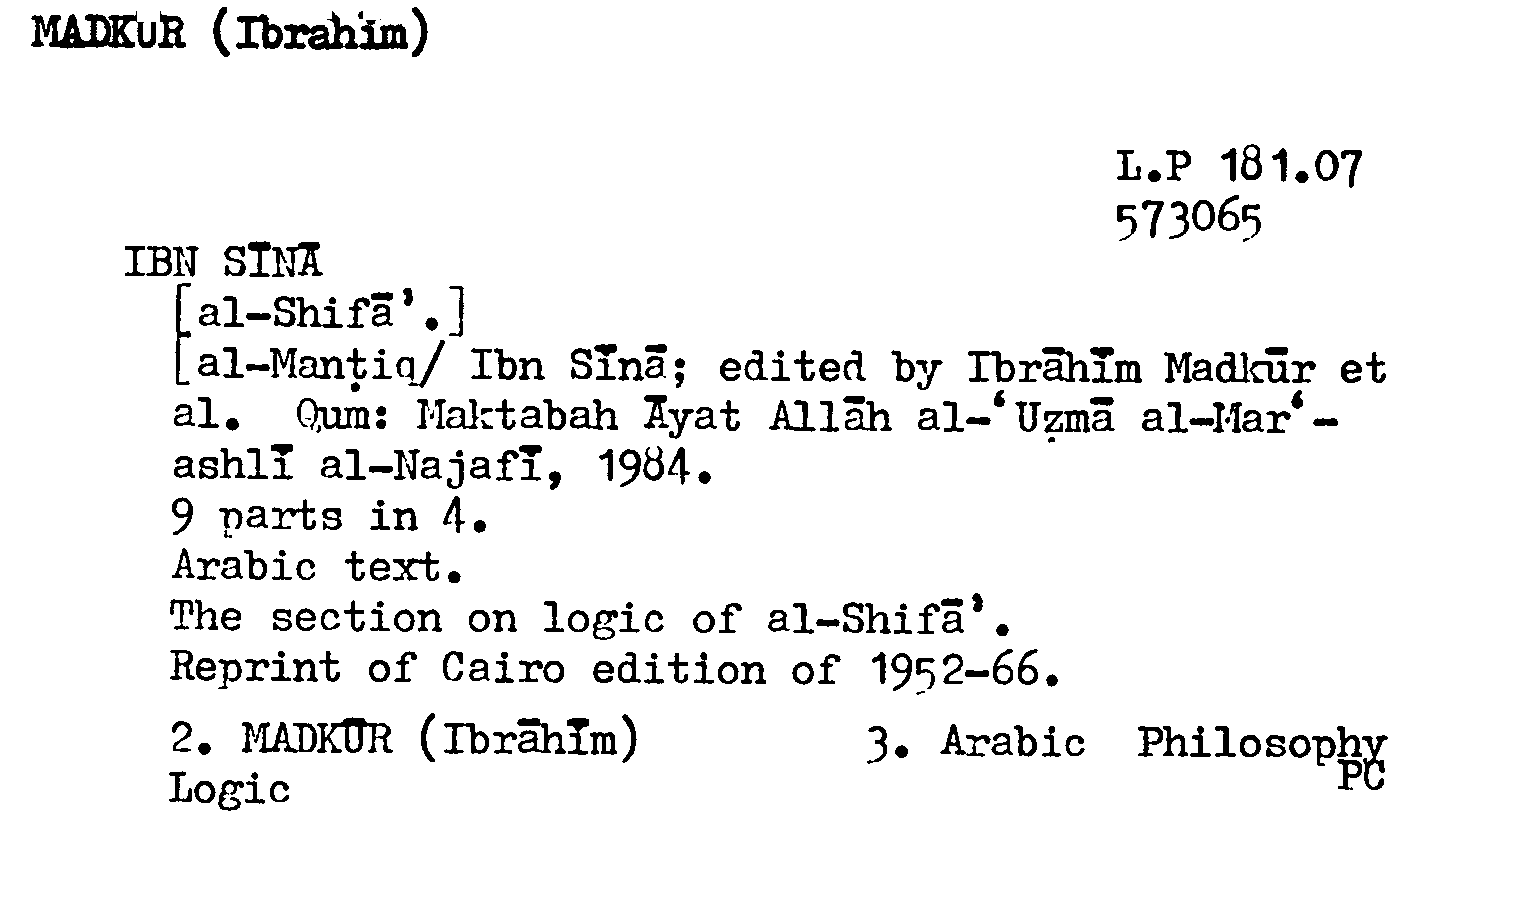 MADKUR (Ibrahim)
L.P 181.07
573065
IBN SĪNĀ
[al-Shifā’.]
[al-Manṭiq/ Ibn Sīnā; edited by Ibrāhīm Madkūr et
al. Qum: Maktabah Āyat Allāh al-‘Uẓmā al-Mar‘-
ashlī al-Najafī, 1984.
9 parts in 4.
Arabic text.
The section on logic of al-Shifā’.
Reprint of Cairo edition of 1952-66.
2. MADKŪR (Ibrāhīm) 3. Arabic Philosophy
PC
Logic